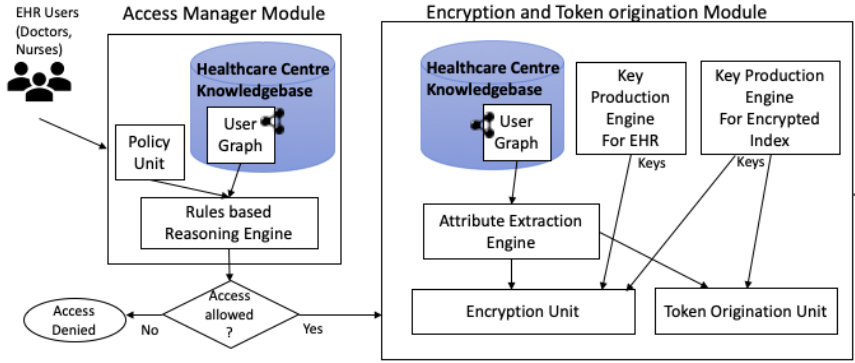 EHR Users
(Doctors,
Nurses)
Access Manager Module
Healthcare Centre
Knowledgebase
User
Graph
Policy
Unit
Rules based
Reasoning Engine
Access
allowed
?
No
Yes
Access
Denied
Encryption and Token origination Module
Healthcare Centre
Knowledgebase
User
Graph
Key
Production
Engine
For EHR
Keys
Key Production
Engine
For Encrypted
Index
Keys
Attribute Extraction
Engine
Encryption Unit
Token Origination Unit